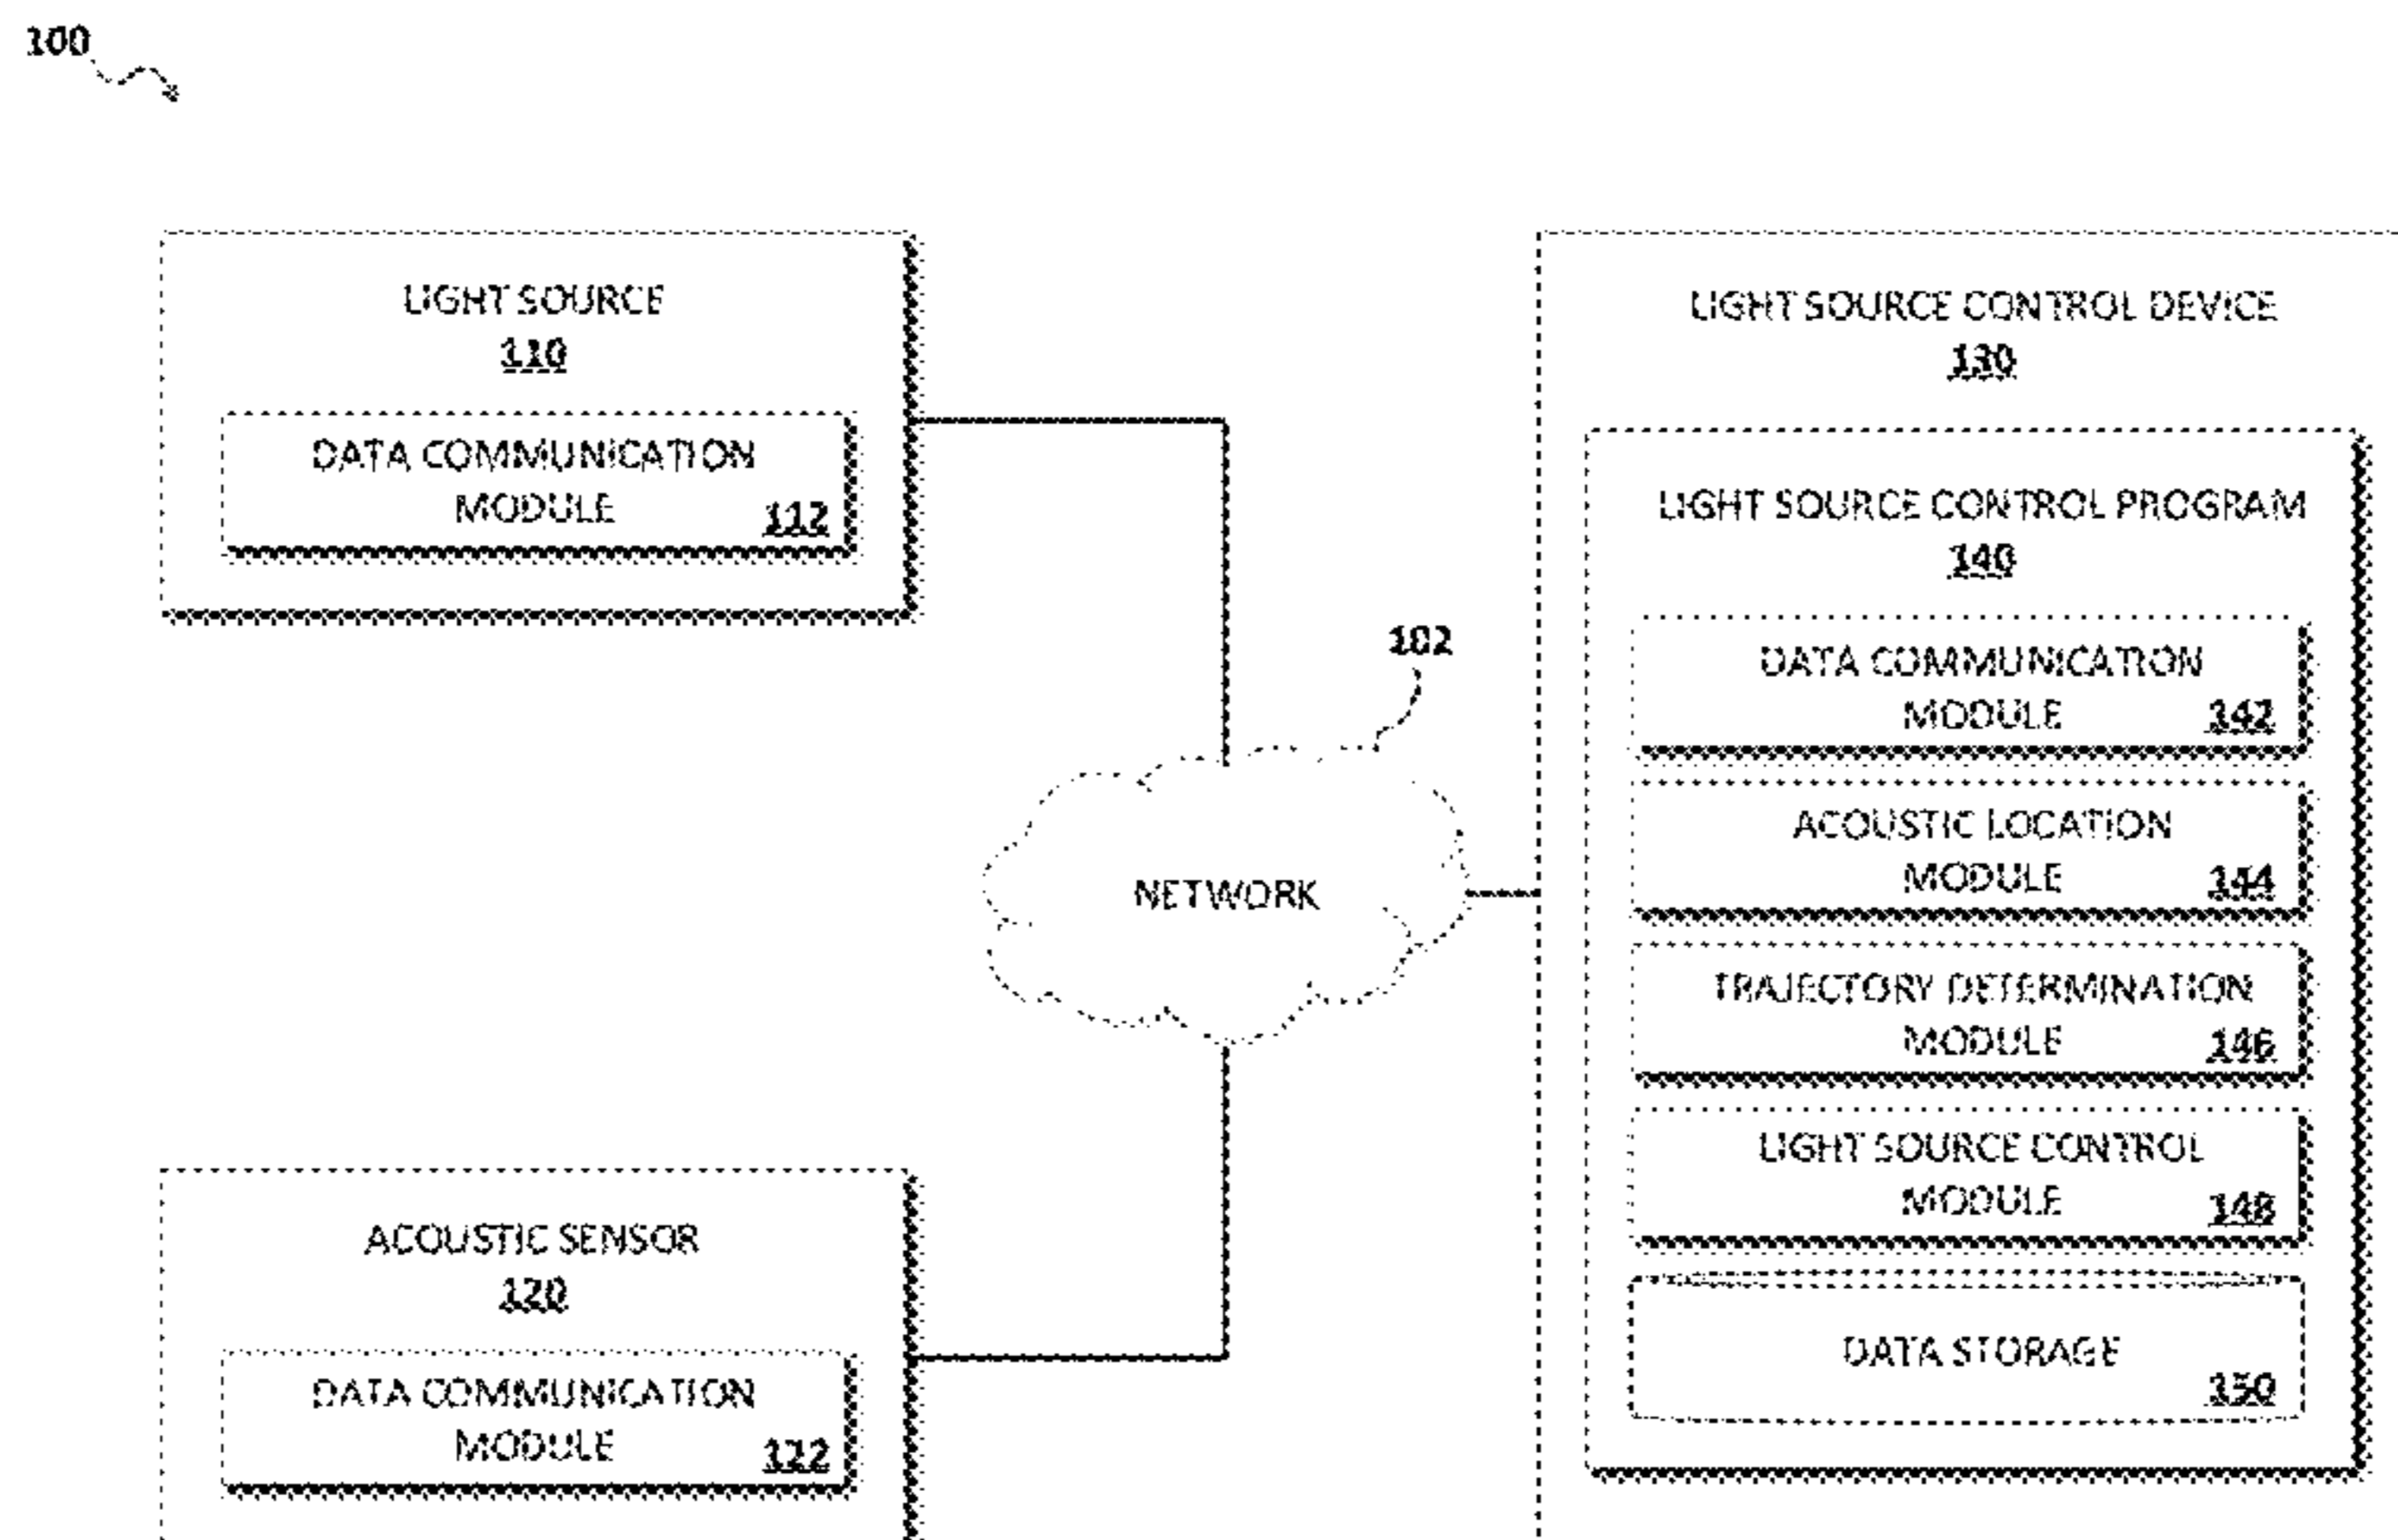 100
LIGHT SOURCE
110
DATA COMMUNICATION
MODULE 112
102
NETWORK
ACOUSTIC SENSOR
120
DATA COMMUNICATION
MODULE 122
LIGHT SOURCE CONTROL DEVICE
130
LIGHT SOURCE CONTROL PROGRAM
140
DATA COMMUNICATION
MODULE 142
ACOUSTIC LOCATION
MODULE 144
TRAJECTORY DETERMINATION
MODULE 146
LIGHT SOURCE CONTROL
MODULE 148
DATA STORAGE
150